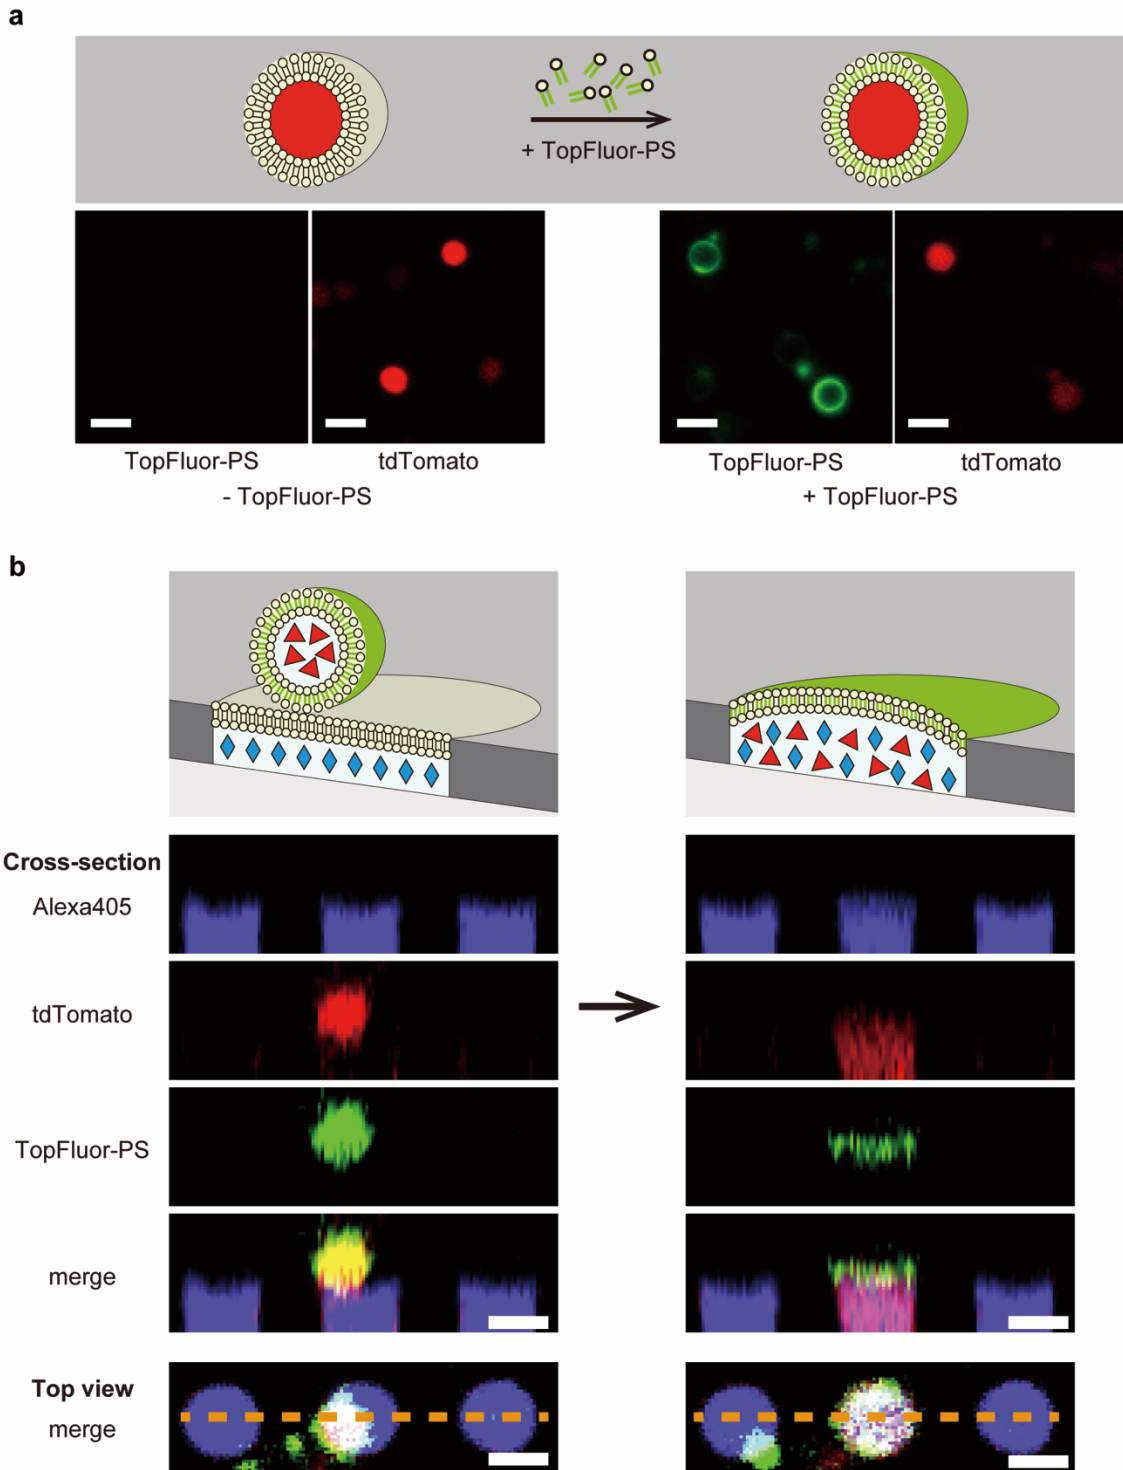 a
+ TopFluor-PS
TopFluor-PS
tdTomato
TopFluor-PS
tdTomato
- TopFluor-PS
+ TopFluor-PS
b
Cross-section
Alexa405
tdTomato
TopFluor-PS
merge
Top view
merge